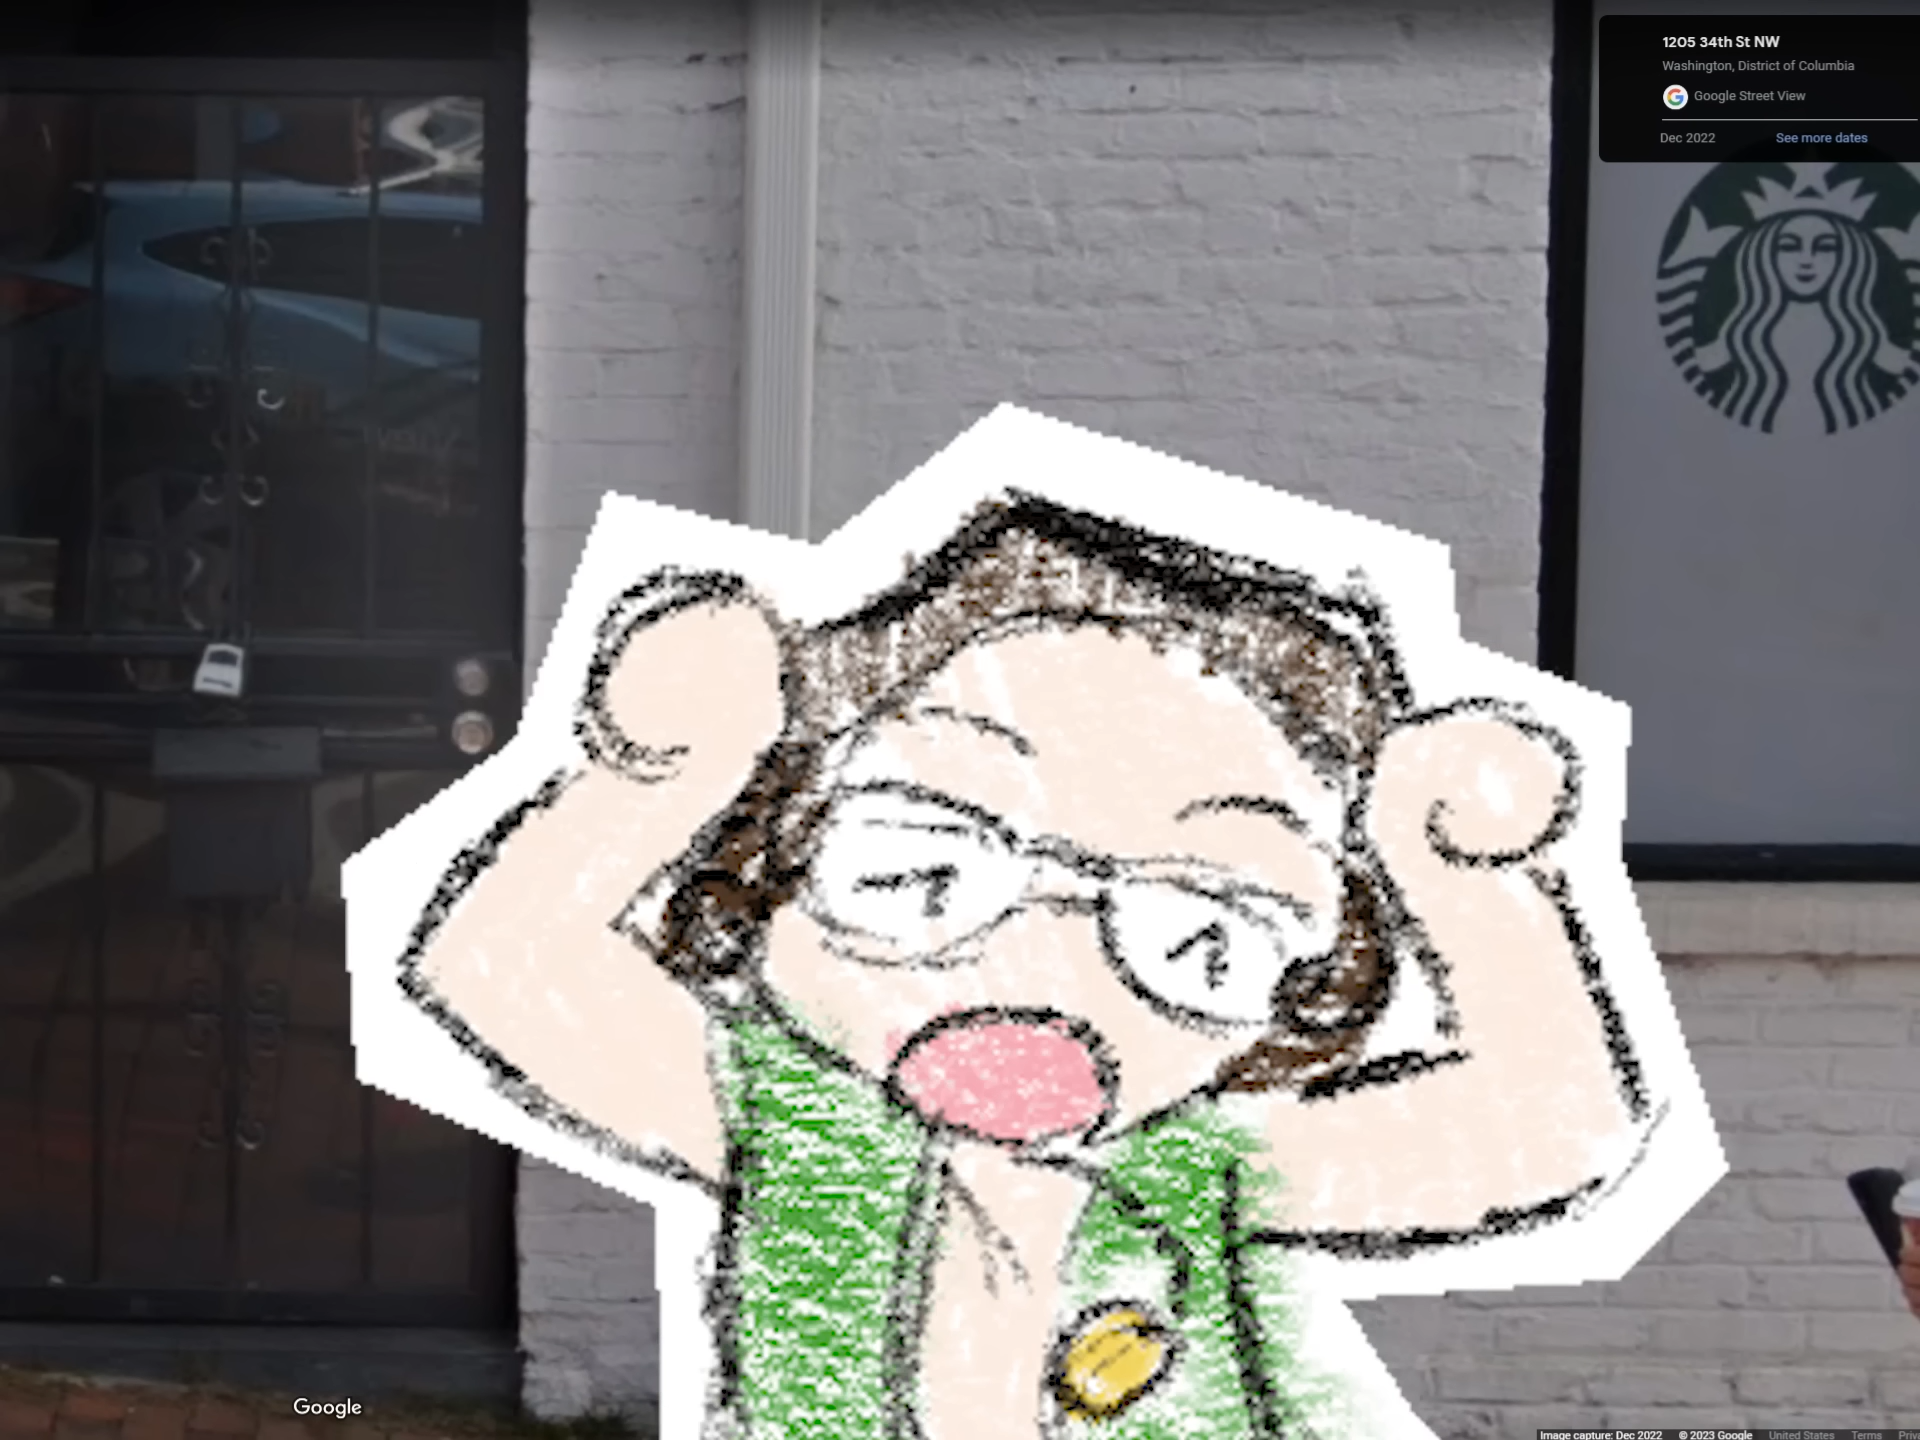 1205 34th St NW
Washington, District of Columbia
Google Street View
Dec 2022
See more dates
Google
Image capture: Dec 2022 © 2023 Google United States Terms